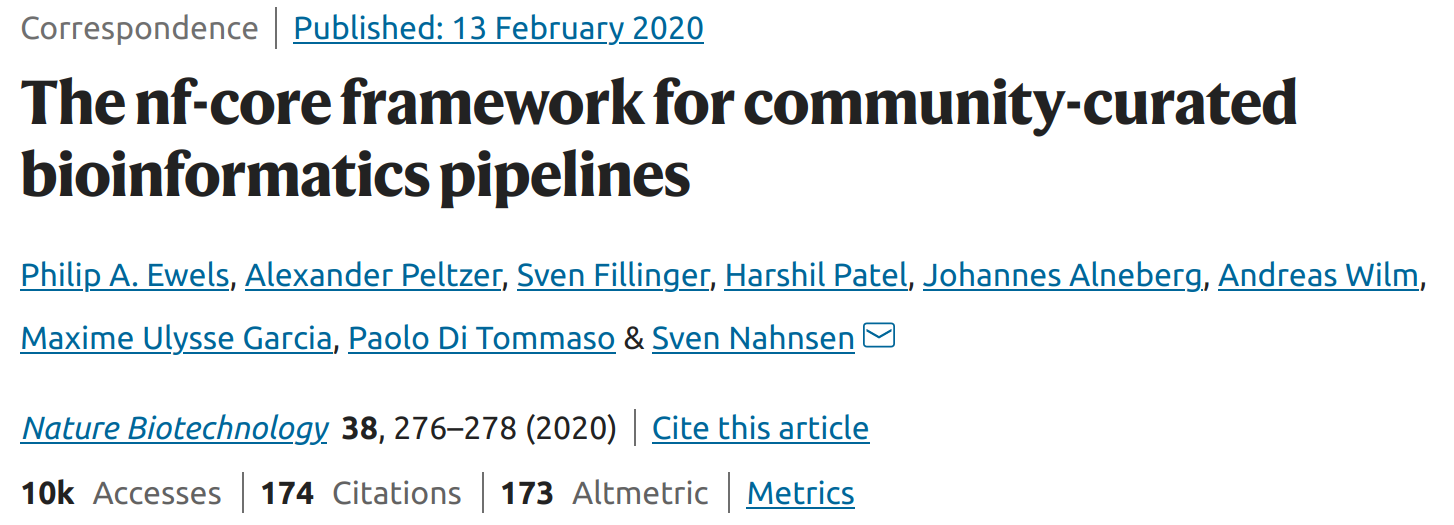 Correspondence | Published: 13 February 2020
The nf-core framework for community-curated
bioinformatics pipelines
Philip A. Ewels, Alexander Peltzer, Sven Fillinger, Harshil Patel, Johannes Alneberg, Andreas Wilm,
Maxime Ulysse Garcia, Paolo Di Tommaso & Sven Nahnsen
Nature Biotechnology 38, 276–278 (2020) | Cite this article
10k Accesses | 174 Citations | 173 Altmetric | Metrics